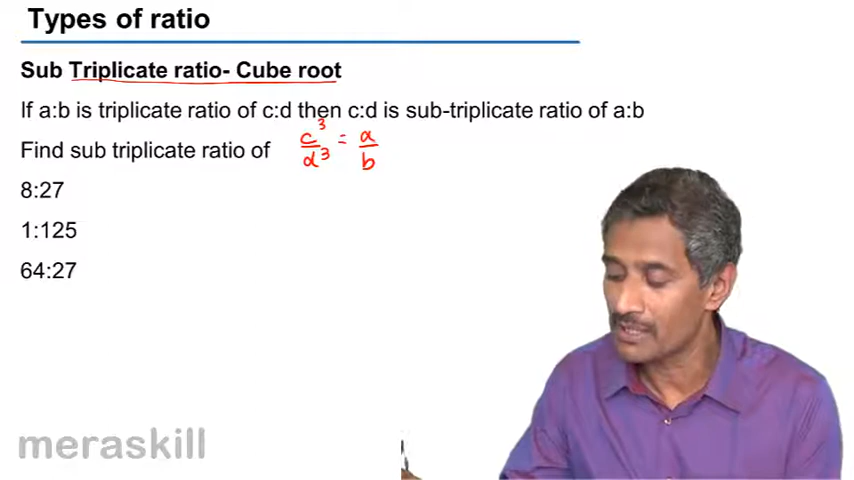 Types of ratio
Sub Triplicate ratio- Cube root
If a:b is triplicate ratio of c:d then c:d is sub-triplicate ratio of a:b
Find sub triplicate ratio of
c³/d³ = a/b
8:27
1:125
64:27
meraskill